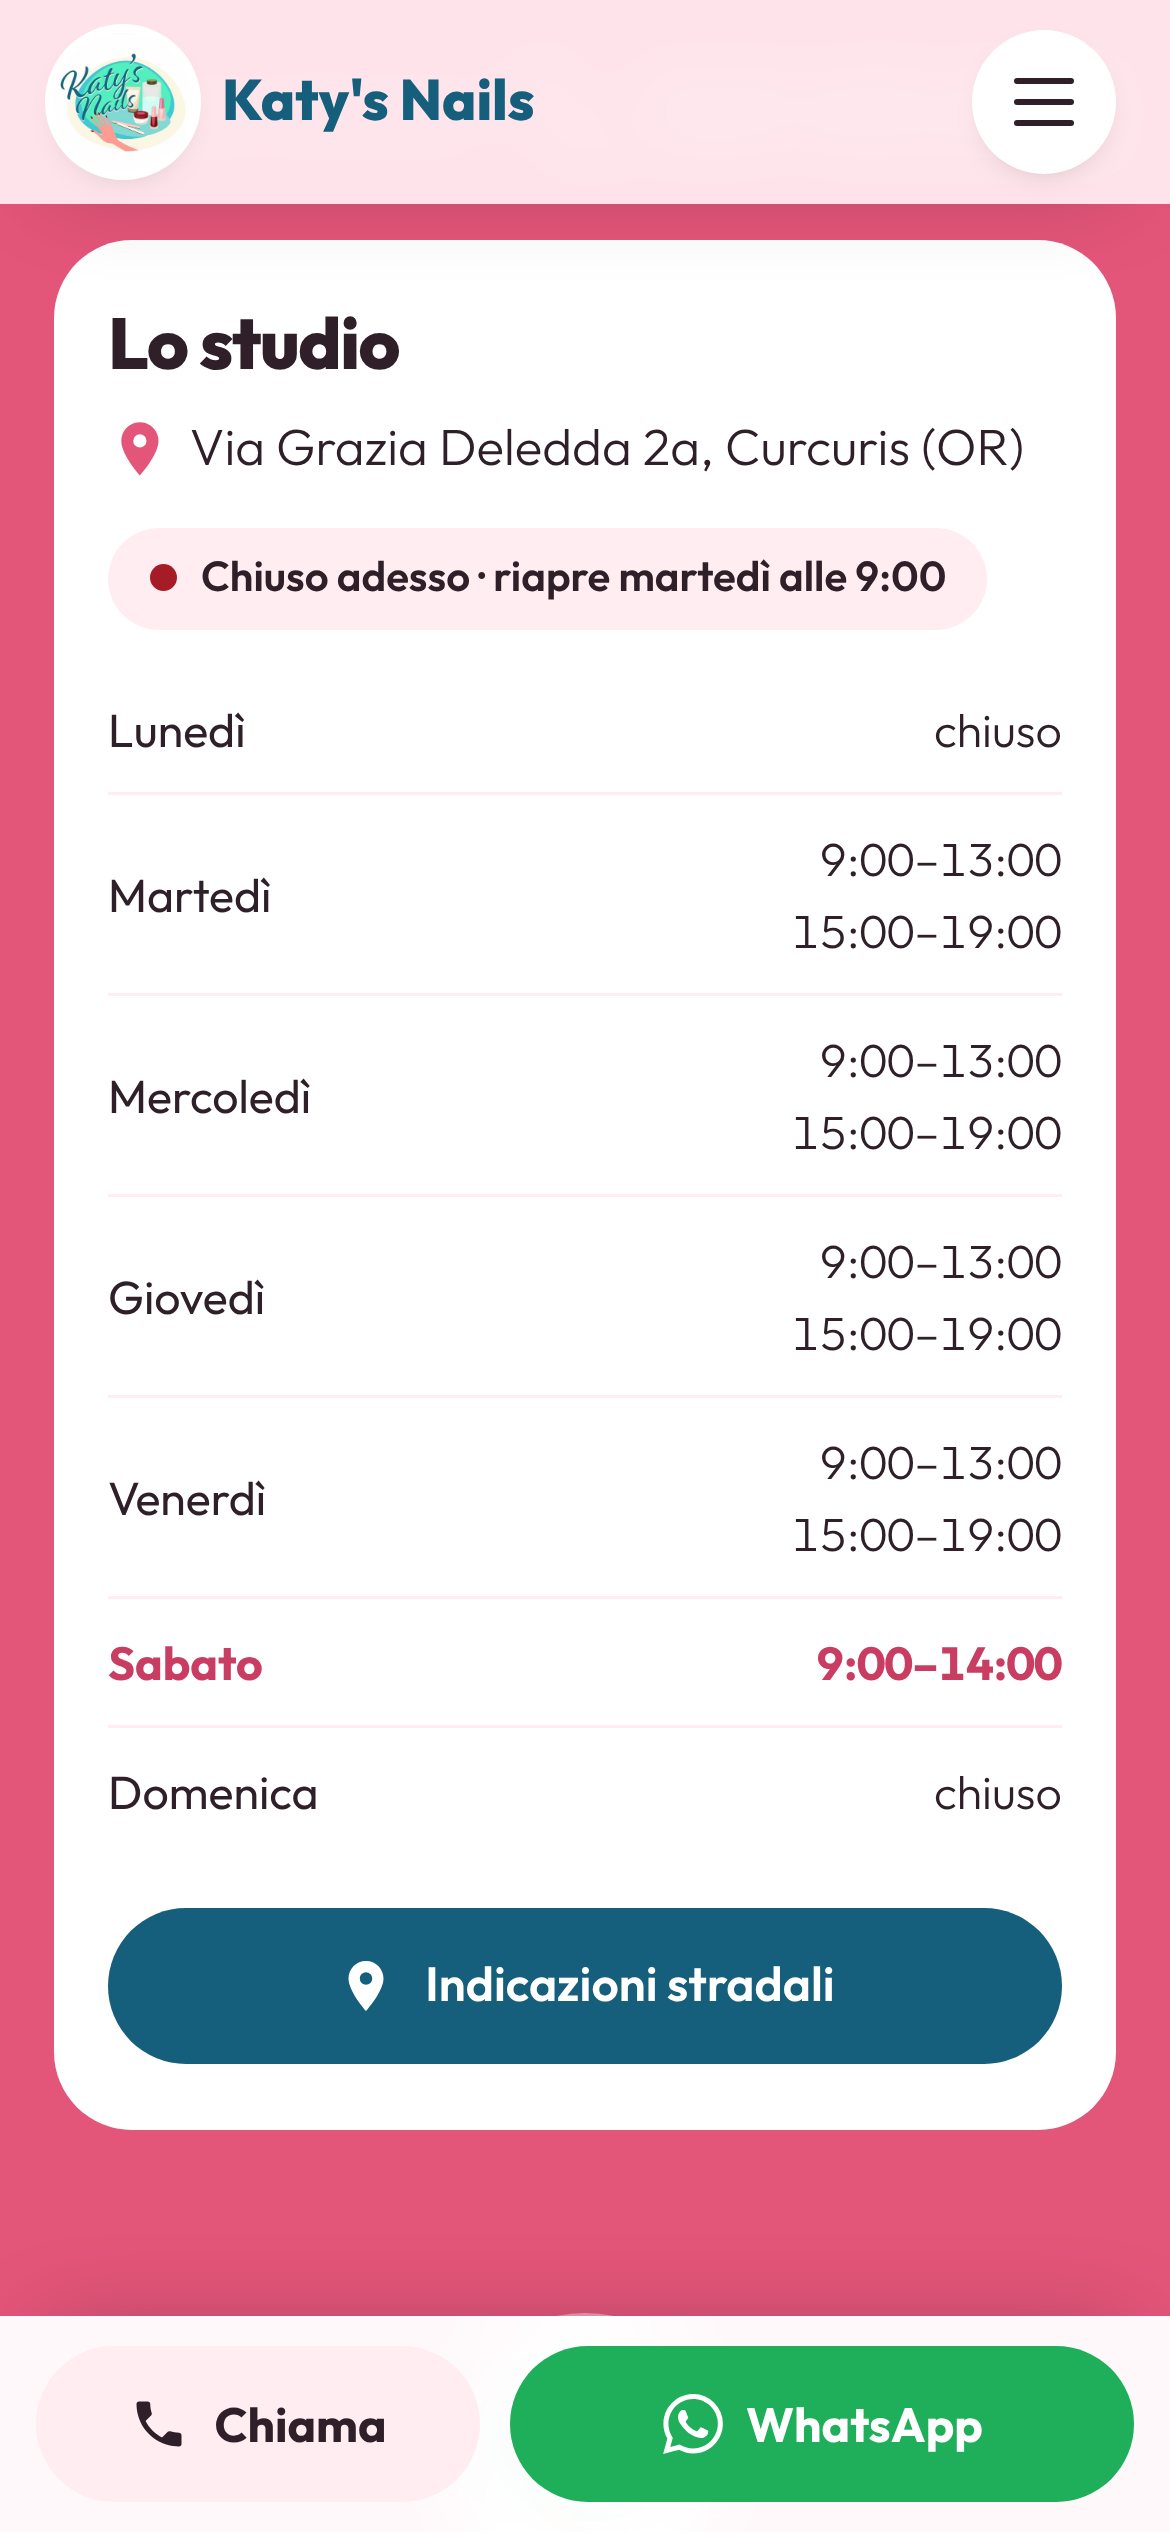 Katy's
Nails
Katy's Nails
Lo studio
Via Grazia Deledda 2a, Curcuris (OR)
Chiuso adesso · riapre martedì alle 9:00
Lunedì chiuso
Martedì 9:00–13:00
15:00–19:00
Mercoledì 9:00–13:00
15:00–19:00
Giovedì 9:00–13:00
15:00–19:00
Venerdì 9:00–13:00
15:00–19:00
Sabato 9:00–14:00
Domenica chiuso
Indicazioni stradali
Chiama WhatsApp